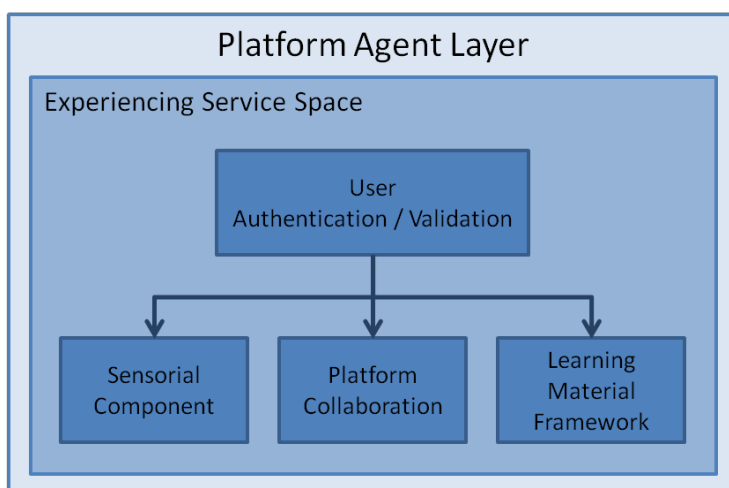 Platform Agent Layer
Experiencing Service Space
User
Authentication / Validation
Sensorial
Component
Platform
Collaboration
Learning
Material
Framework